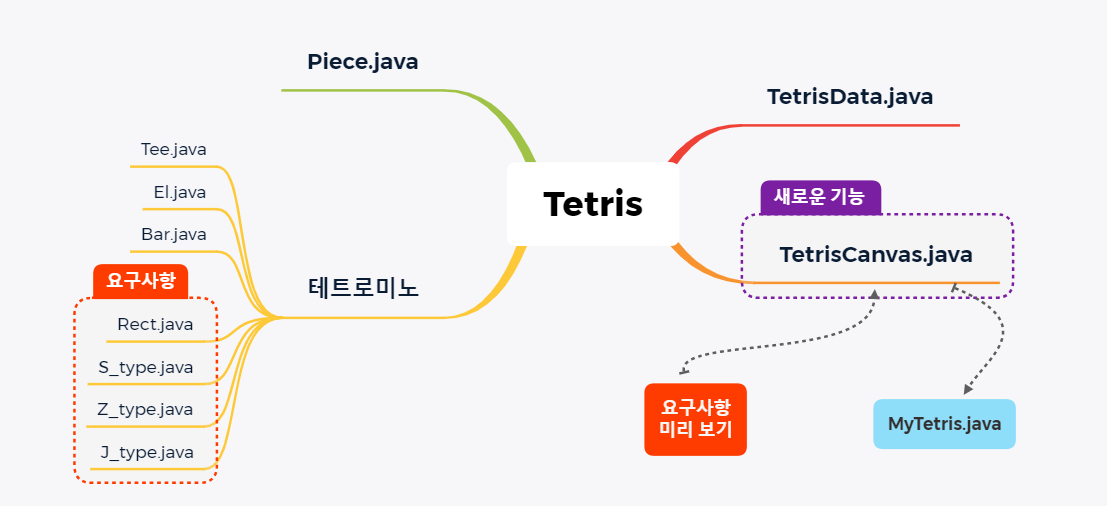 Piece.java
TetrisData.java
Tee.java
El.java
Bar.java
요구사항
Rect.java
S_type.java
Z_type.java
J_type.java
테트로미노
Tetris
새로운 기능
TetrisCanvas.java
요구사항
미리 보기
MyTetris.java